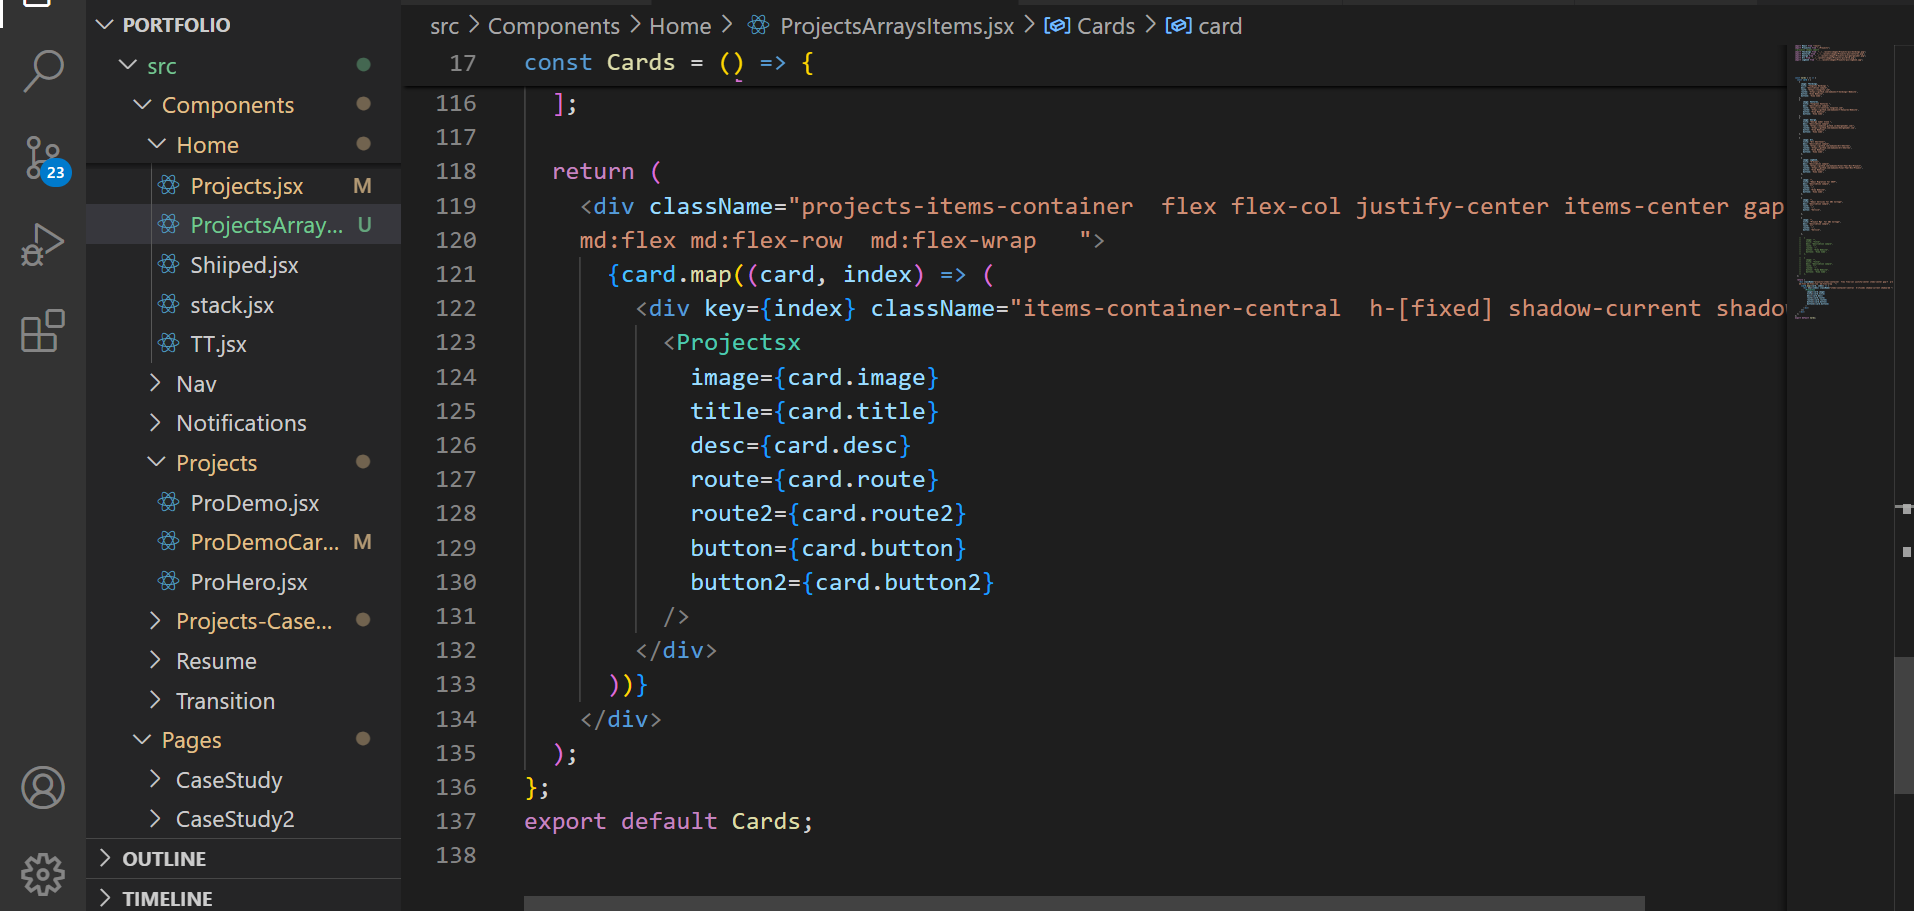 PORTFOLIO
src
Components
Home
Projects.jsx M
ProjectsArray... U
Shiiped.jsx
stack.jsx
TT.jsx
Nav
Notifications
Projects
ProDemo.jsx
ProDemoCar... M
ProHero.jsx
Projects-Case...
Resume
Transition
Pages
CaseStudy
CaseStudy2
OUTLINE
TIMELINE
23
src > Components > Home > ProjectsArraysItems.jsx > Cards > card
17 const Cards = () => {
116 ];
117
118 return (
119 <div className="projects-items-container  flex flex-col justify-center items-center gap
120 md:flex md:flex-row  md:flex-wrap   ">
121 {card.map((card, index) => (
122 <div key={index} className="items-container-central  h-[fixed] shadow-current shado
123 <Projectsx
124 image={card.image}
125 title={card.title}
126 desc={card.desc}
127 route={card.route}
128 route2={card.route2}
129 button={card.button}
130 button2={card.button2}
131 />
132 </div>
133 ))}
134 </div>
135 );
136 };
137 export default Cards;
138